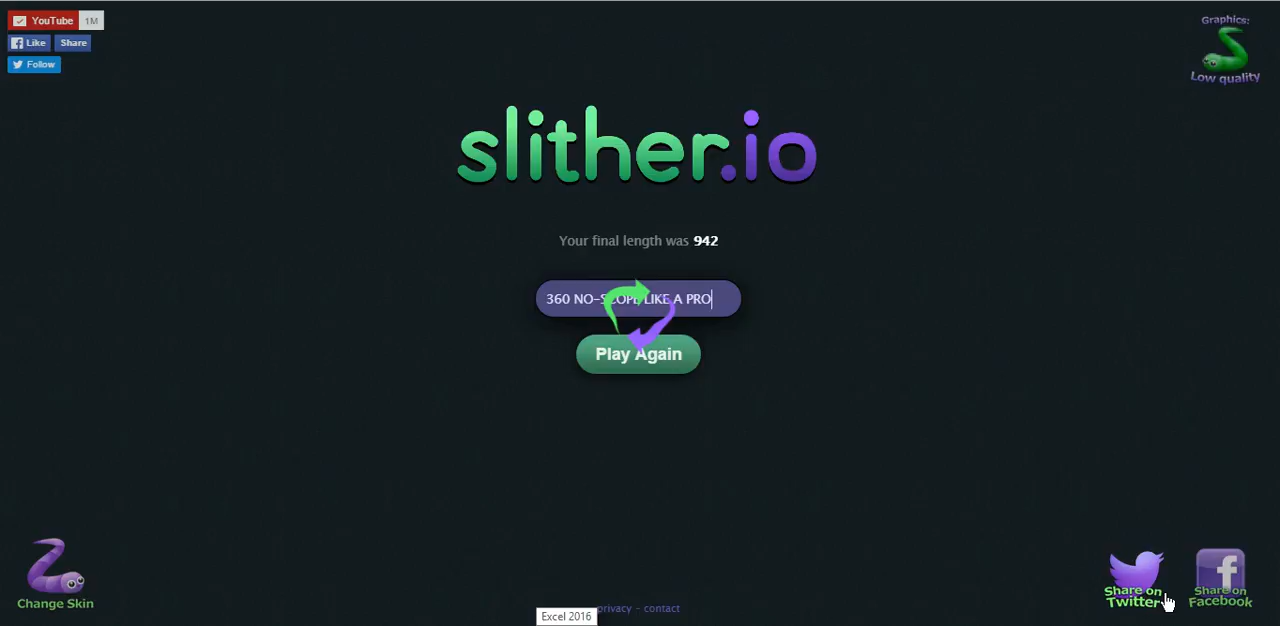 YouTube 1M
Like Share
Follow
Graphics:
Low quality
slither.io
Your final length was 942
360 NO-SCOPE LIKE A PRO
Play Again
Change Skin
Share on
Twitter
Share on
Facebook
Excel 2016
privacy - contact